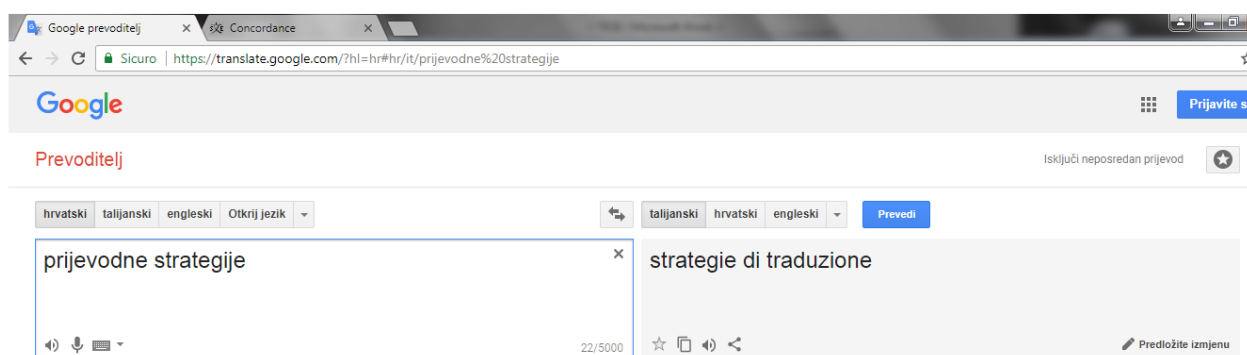 Google prevoditelj Concordance
Sicuro https://translate.google.com/?hl=hr#hr/it/prijevodne%20strategije
Google Prijavite s
Prevoditelj Isključi neposredan prijevod
hrvatski talijanski engleski Otkrij jezik talijanski hrvatski engleski Prevedi
prijevodne strategije strategie di traduzione
22/5000 Predložite izmjenu